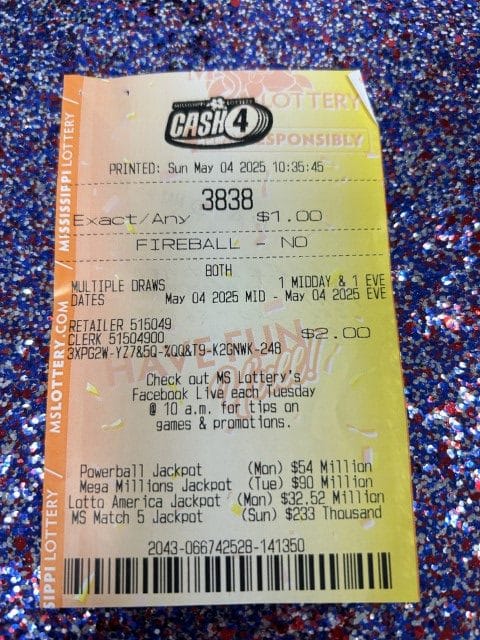 LOTTERY
MISSISSIPPI LOTTERY
CASH 4
RESPONSIBLY
PRINTED: Sun May 04 2025 10:35:45
3838
Exact/Any $1.00
FIREBALL - NO
BOTH
MULTIPLE DRAWS 1 MIDDAY & 1 EVE
DATES May 04 2025 MID - May 04 2025 EVE
RETAILER 515049
CLERK 51504900 $2.00
3XPG2W-YZ7&5Q-%QQ&T9-K2GNWK-248
HAVE FUN
Check out MS Lottery's
Facebook Live each Tuesday
@ 10 a.m. for tips on
games & promotions.
Powerball Jackpot (Mon) $54 Million
Mega Millions Jackpot (Tue) $90 Million
Lotto America Jackpot (Mon) $32.52 Million
MS Match 5 Jackpot (Sun) $233 Thousand
2043-066742528-141350
SIPPI LOTTERY / MSLOTTERY.COM / MISSISSIPPI LOTTERY /